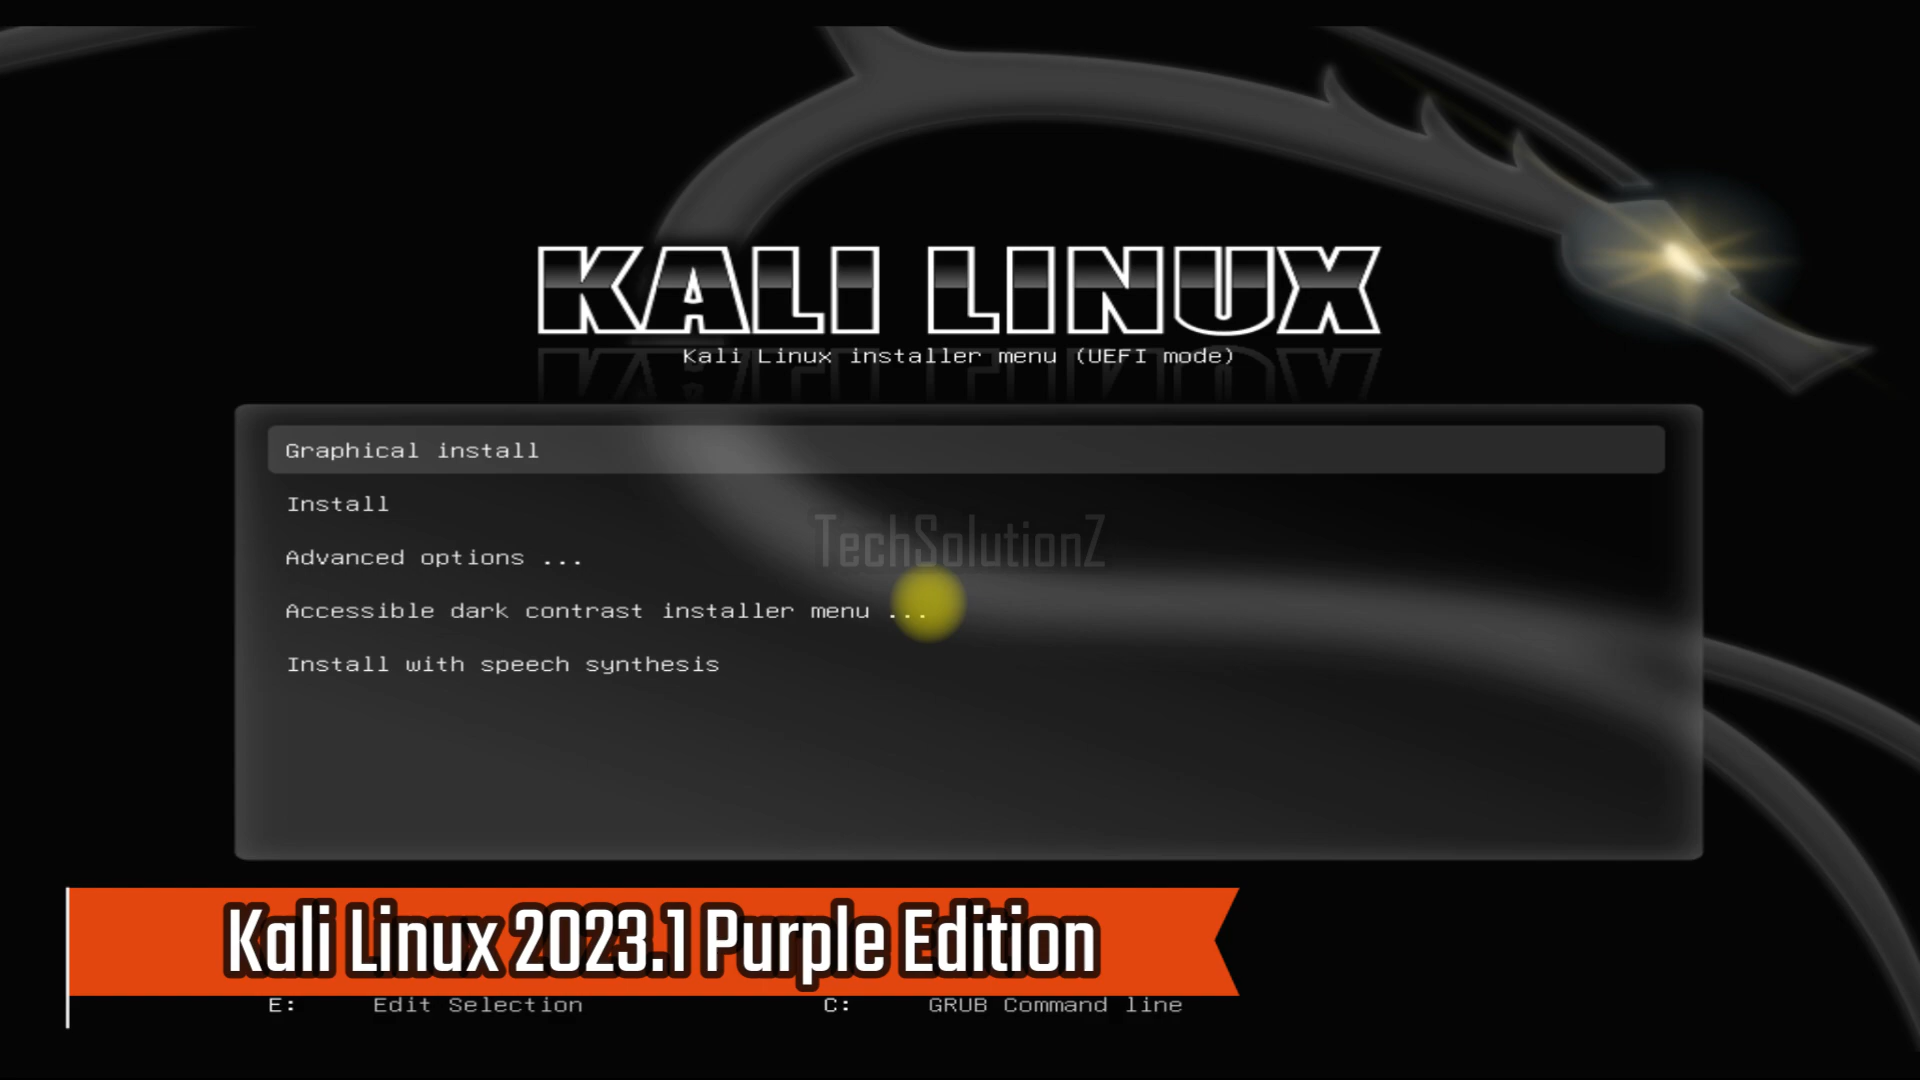 KALI LINUX
Kali Linux installer menu (UEFI mode)
Graphical install
Install
Advanced options ...
TechSolutionZ
Accessible dark contrast installer menu ...
Install with speech synthesis
Kali Linux 2023.1 Purple Edition
E: Edit Selection C: GRUB Command line